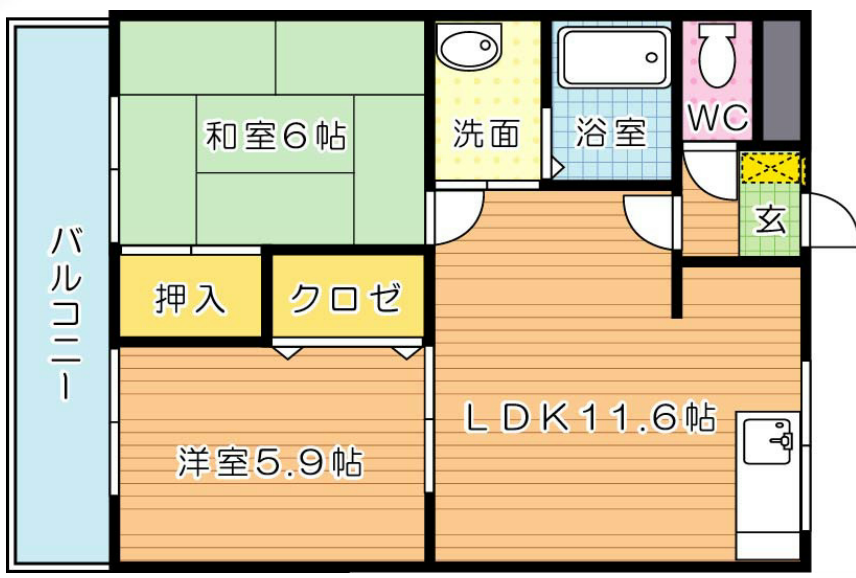 和室6帖
洗面
浴室
WC
玄
バルコニー
押入
クロゼ
洋室5.9帖
LDK11.6帖